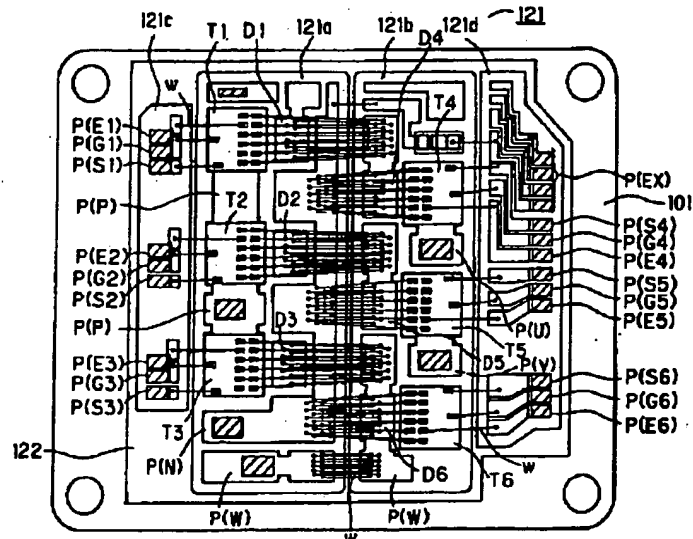 121
121c
T1
D1
121a
121b
D4
121d
w
P(E1)
P(G1)
P(S1)
T4
P(EX)
101
P(P)
T2
D2
P(S4)
P(G4)
P(E4)
P(E2)
P(G2)
P(S2)
P(S5)
P(G5)
P(E5)
P(P)
P(U)
T5
D3
D5
P(V)
P(E3)
P(G3)
P(S3)
P(S6)
P(G6)
P(E6)
T3
122
P(N)
D6
T6
w
P(W)
P(W)
w